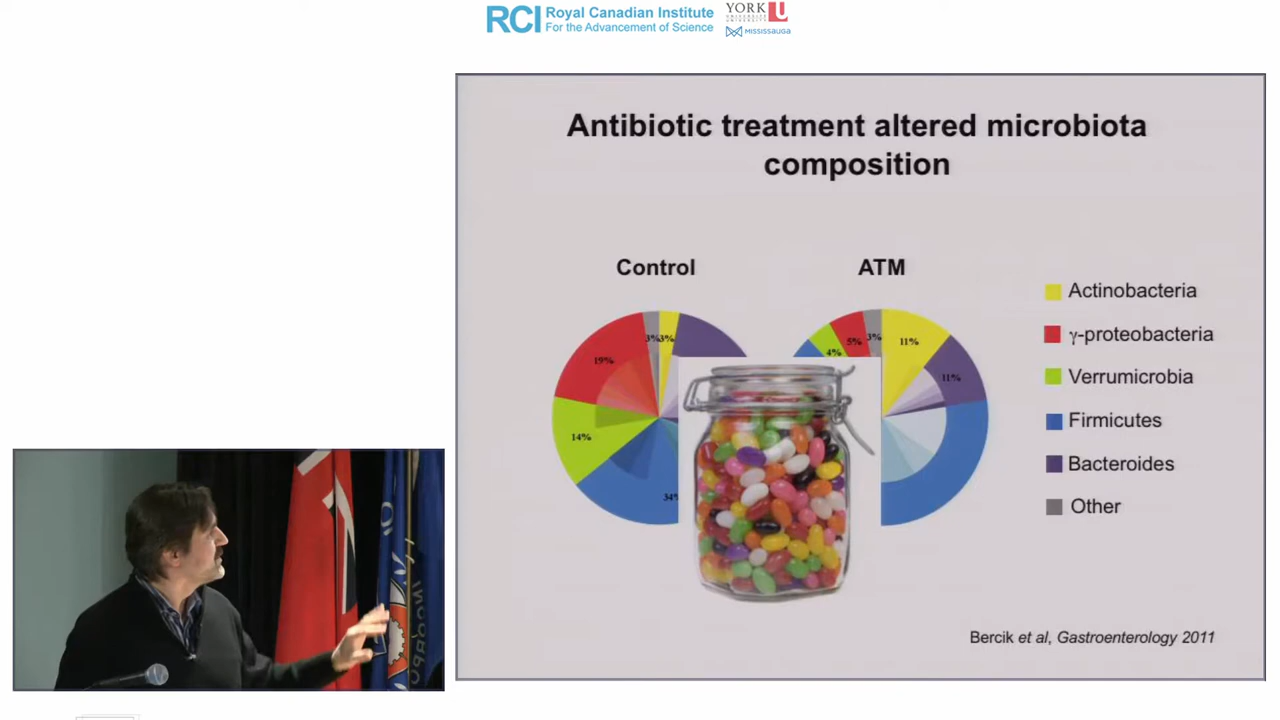 RCI Royal Canadian Institute
For the Advancement of Science
YORK U
MISSISSAUGA
Antibiotic treatment altered microbiota
composition
Control
ATM
3%
3%
19%
14%
34%
3%
5%
4%
11%
11%
Actinobacteria
γ-proteobacteria
Verrumicrobia
Firmicutes
Bacteroides
Other
Bercik et al, Gastroenterology 2011